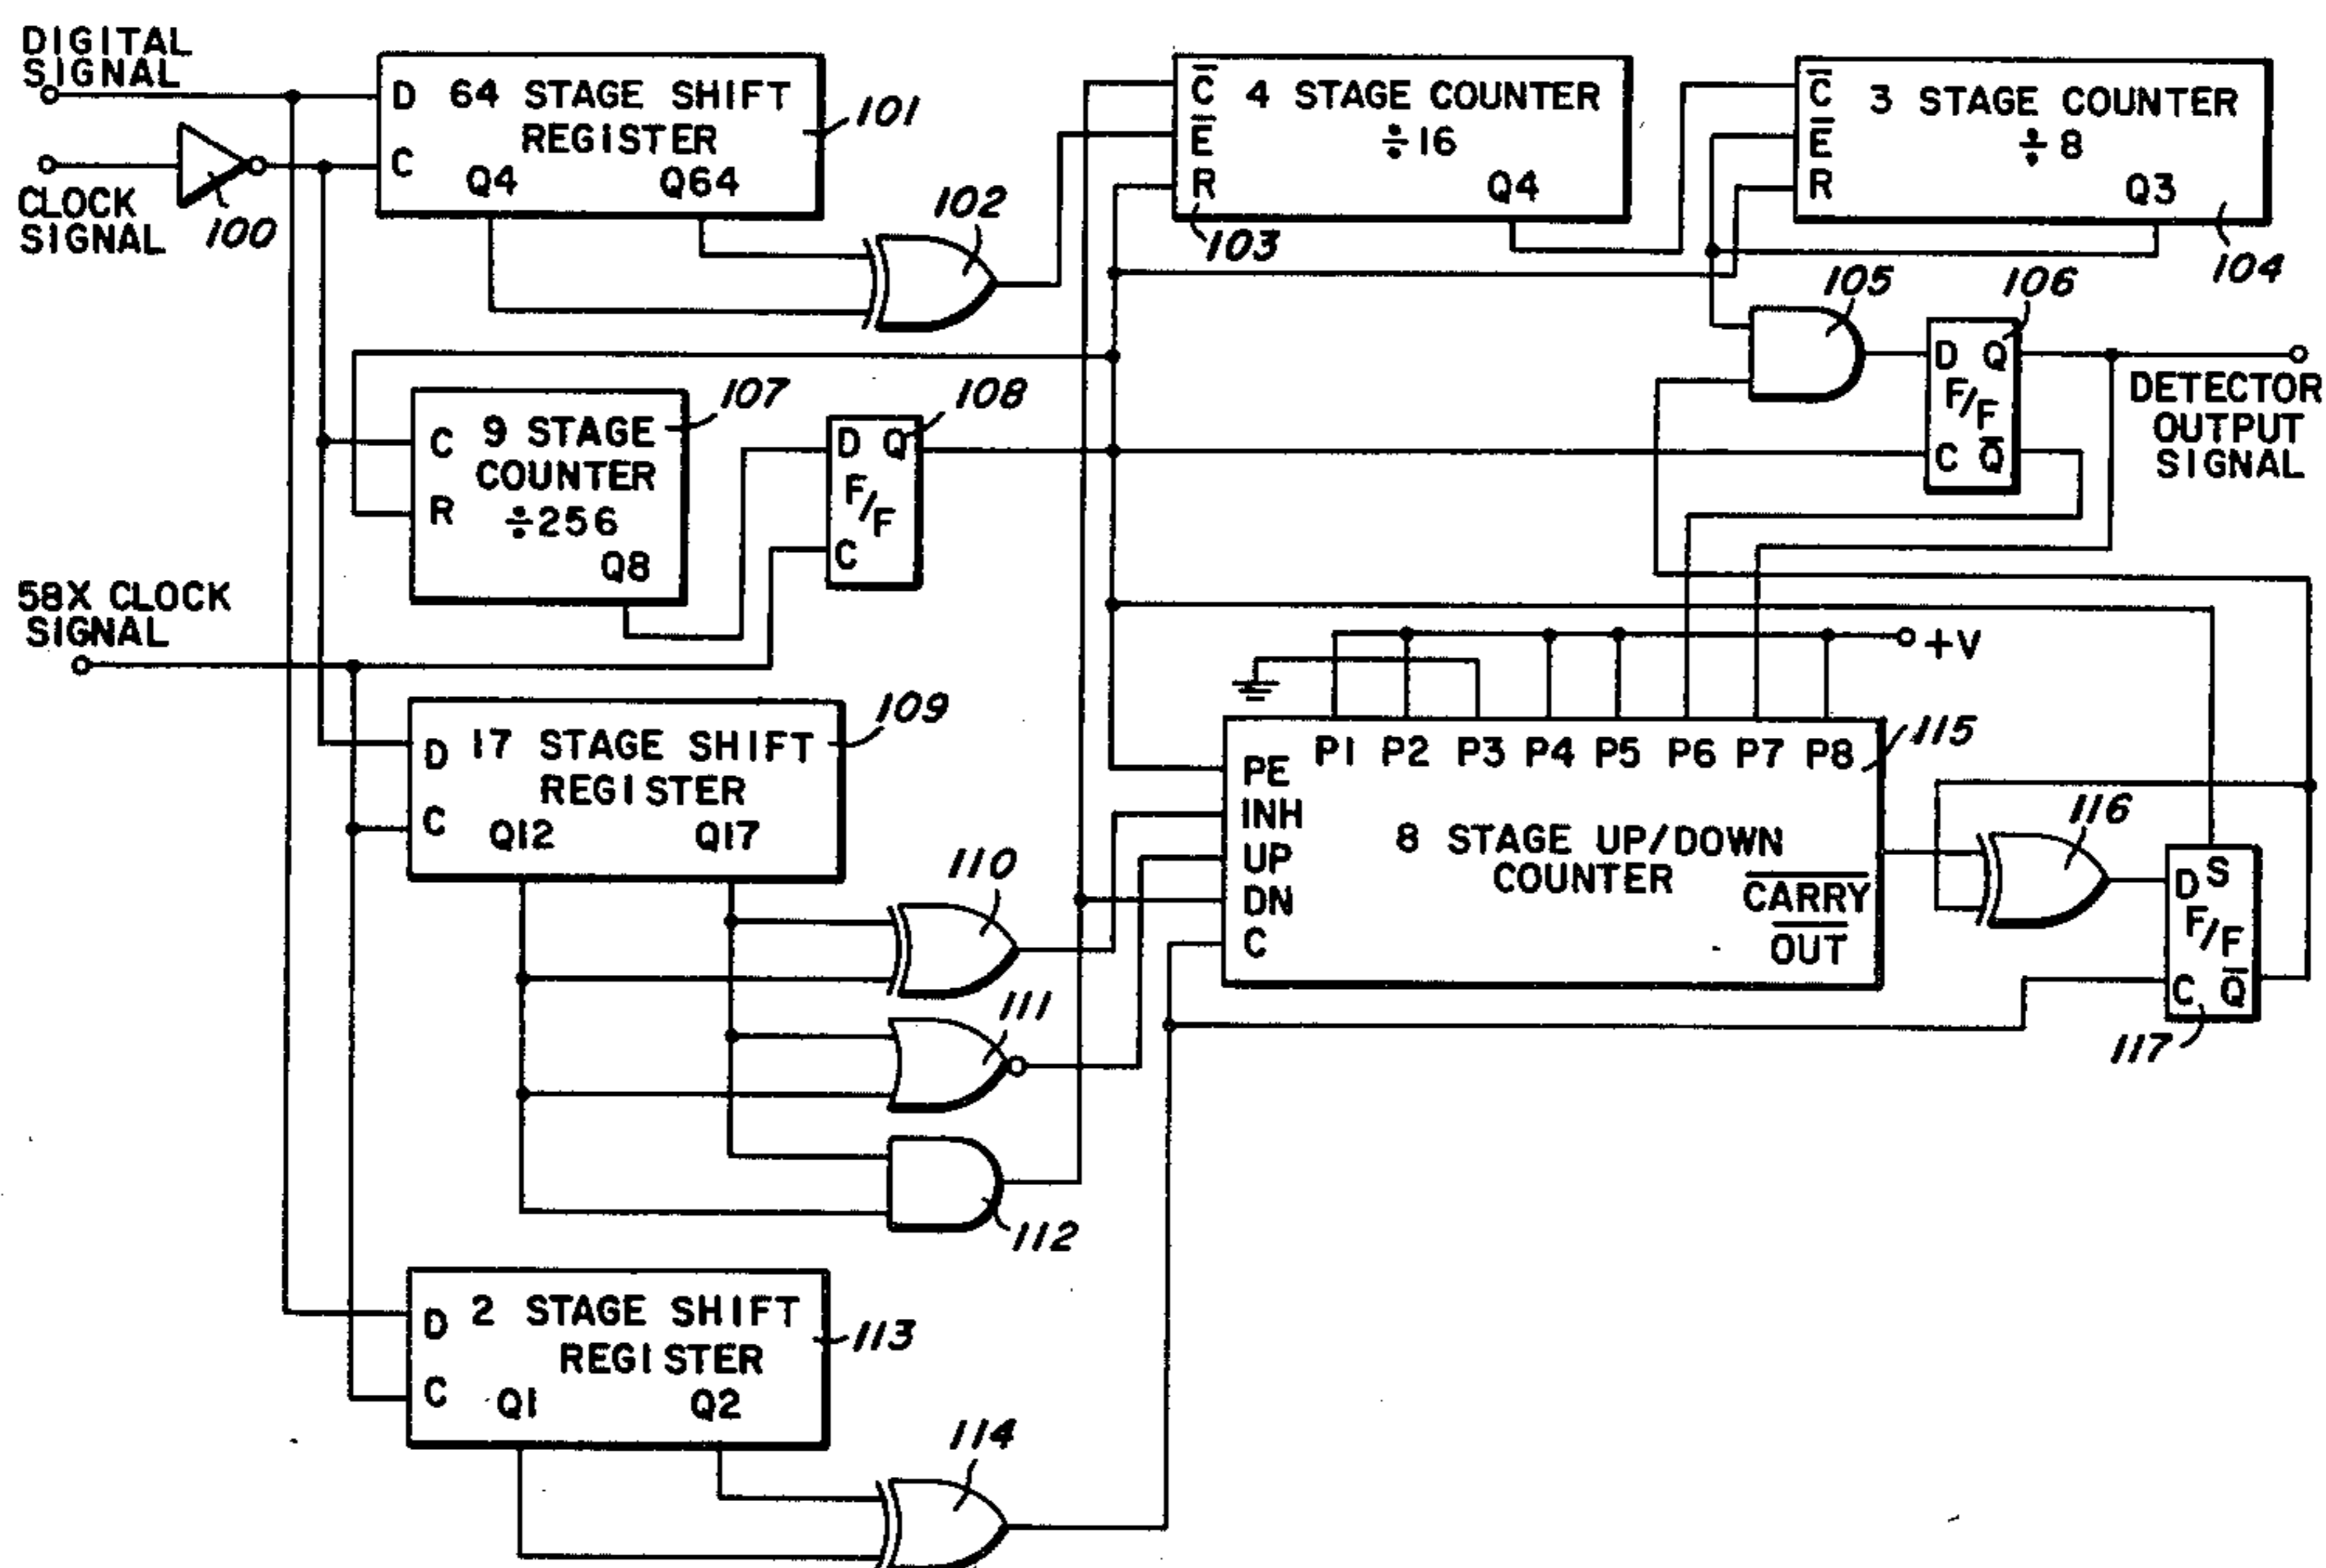 DIGITAL
SIGNAL
CLOCK
SIGNAL
100
D 64 STAGE SHIFT
REGISTER
C
Q4 Q64
101
102
C̅ 4 STAGE COUNTER
E̅ ÷16
R Q4
103
C̅ 3 STAGE COUNTER
E̅ ÷8
R Q3
104
105
106
D Q
F/F
C Q̅
DETECTOR
OUTPUT
SIGNAL
107
C 9 STAGE
COUNTER
R ÷256
Q8
108
D Q
F/F
C
58X CLOCK
SIGNAL
+V
109
D 17 STAGE SHIFT
REGISTER
C Q12 Q17
110
111
112
115
P1 P2 P3 P4 P5 P6 P7 P8
PE
INH
UP
DN
C
8 STAGE UP/DOWN
COUNTER
C̅A̅R̅R̅Y̅
O̅U̅T̅
116
D S
F/F
C Q̅
117
D 2 STAGE SHIFT
REGISTER
C Q1 Q2
113
114